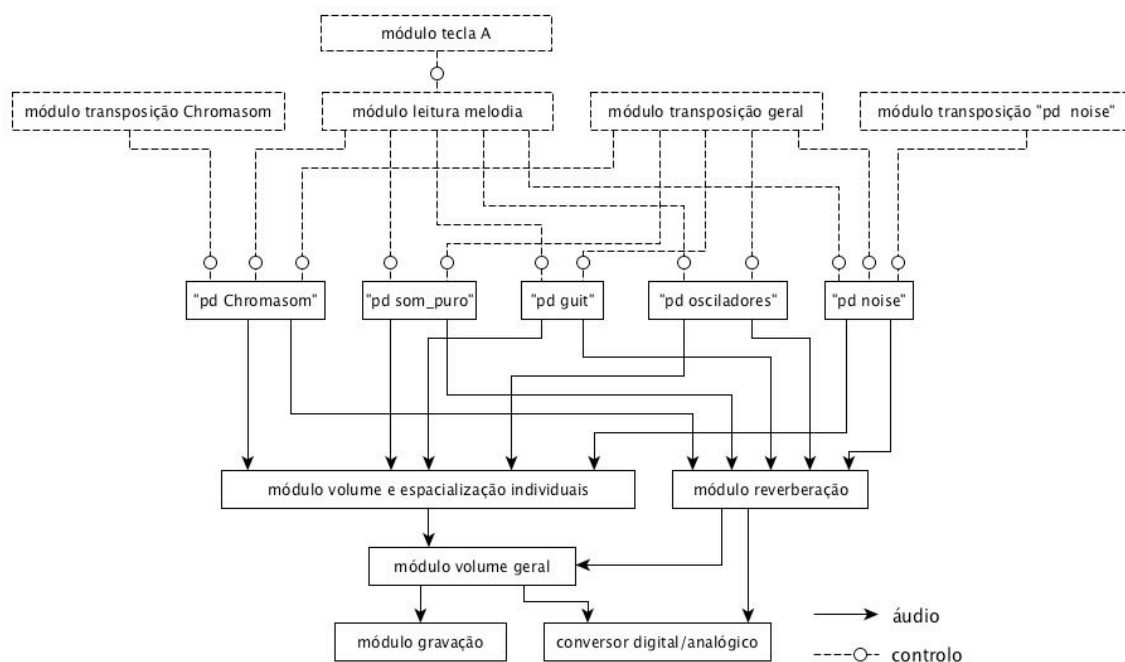 módulo tecla A
módulo transposição Chromasom
módulo leitura melodia
módulo transposição geral
módulo transposição "pd noise"
"pd Chromasom"
"pd som_puro"
"pd guit"
"pd osciladores"
"pd noise"
módulo volume e espacialização individuais
módulo reverberação
módulo volume geral
módulo gravação
conversor digital/analógico
áudio
controlo